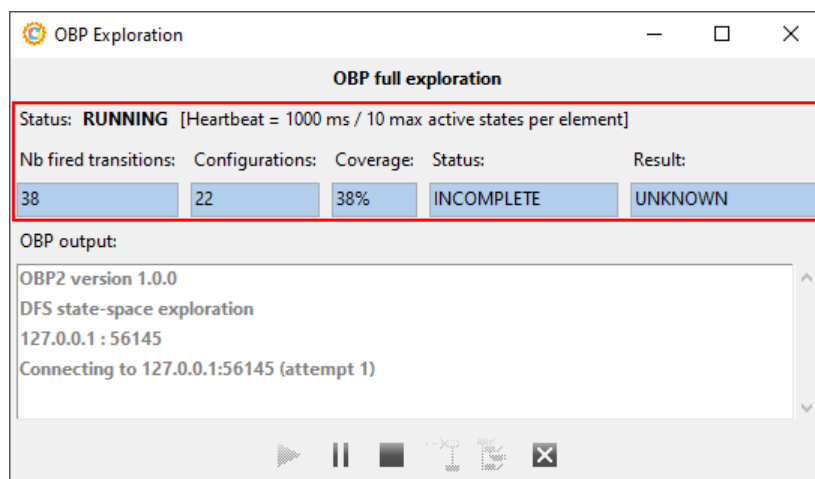 OBP Exploration
OBP full exploration
Status: RUNNING [Heartbeat = 1000 ms / 10 max active states per element]
Nb fired transitions: Configurations: Coverage: Status: Result:
38 22 38% INCOMPLETE UNKNOWN
OBP output:
OBP2 version 1.0.0
DFS state-space exploration
127.0.0.1 : 56145
Connecting to 127.0.0.1:56145 (attempt 1)